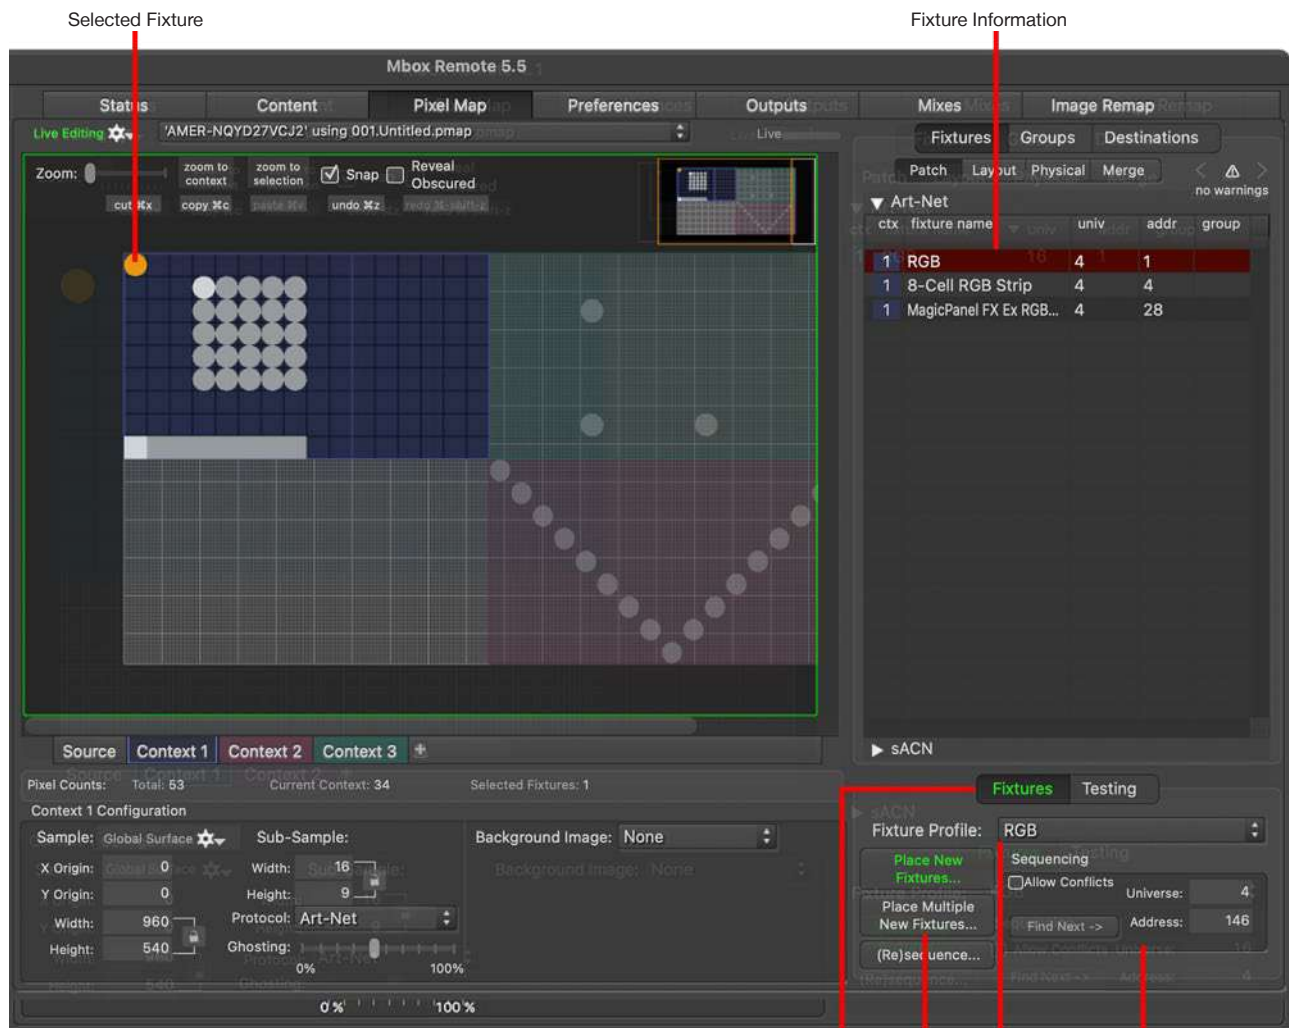 Selected Fixture
Fixture Information
Mbox Remote 5.5
Status
Content
Pixel Map
Preferences
Outputs
Mixes
Image Remap
Live Editing
'AMER-NQYD27VCJ2' using 001.Untitled.pmap
Live
Fixtures
Groups
Destinations
Zoom:
zoom to context
zoom to selection
Snap
Reveal Obscured
cut ⌘x
copy ⌘c
paste ⌘v
undo ⌘z
redo ⌘-shift-z
Patch
Layout
Physical
Merge
< >
no warnings
▼ Art-Net
ctx fixture name univ addr group
1 RGB 4 1
1 8-Cell RGB Strip 4 4
1 MagicPanel FX Ex RGB... 4 28
▶ sACN
Source
Context 1
Context 2
Context 3
+
Pixel Counts: Total: 53 Current Context: 34 Selected Fixtures: 1
Context 1 Configuration
Sample: Global Surface
Sub-Sample:
Background Image: None
X Origin: 0
Width: 16
Y Origin: 0
Height: 9
Width: 960
Protocol: Art-Net
Height: 540
Ghosting:
0% 100%
0% 100%
Fixtures
Testing
Fixture Profile: RGB
Place New Fixtures...
Sequencing
Allow Conflicts
Universe: 4
Place Multiple New Fixtures...
Find Next ->
Address: 146
(Re)sequence...